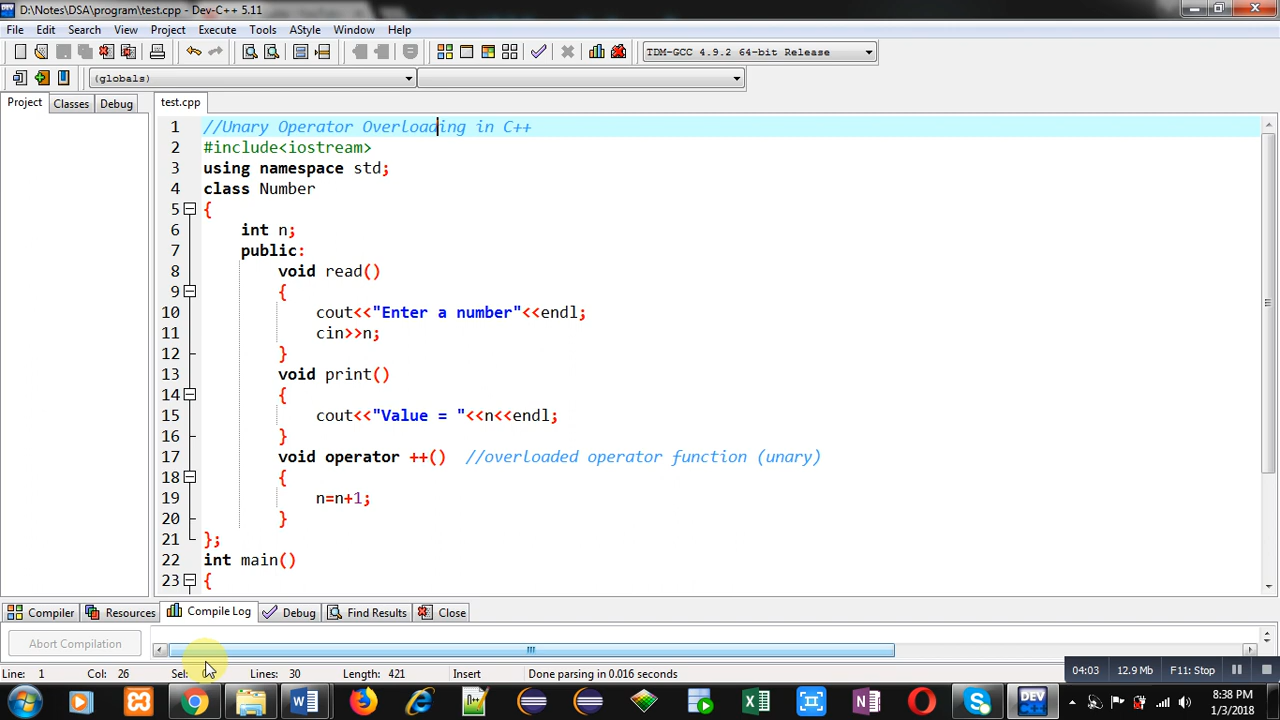 D:\Notes\DSA\program\test.cpp - Dev-C++ 5.11
File Edit Search View Project Execute Tools AStyle Window Help
TDM-GCC 4.9.2 64-bit Release
(globals)
Project Classes Debug test.cpp
1 //Unary Operator Overloading in C++
2 #include<iostream>
3 using namespace std;
4 class Number
5 {
6 int n;
7 public:
8 void read()
9 {
10 cout<<"Enter a number"<<endl;
11 cin>>n;
12 }
13 void print()
14 {
15 cout<<"Value = "<<n<<endl;
16 }
17 void operator ++() //overloaded operator function (unary)
18 {
19 n=n+1;
20 }
21 };
22 int main()
23 {
Compiler Resources Compile Log Debug Find Results Close
Abort Compilation
Line: 1 Col: 26 Sel: Lines: 30 Length: 421 Insert Done parsing in 0.016 seconds
04:03 12.9 Mb F11: Stop
DEV
8:38 PM
1/3/2018